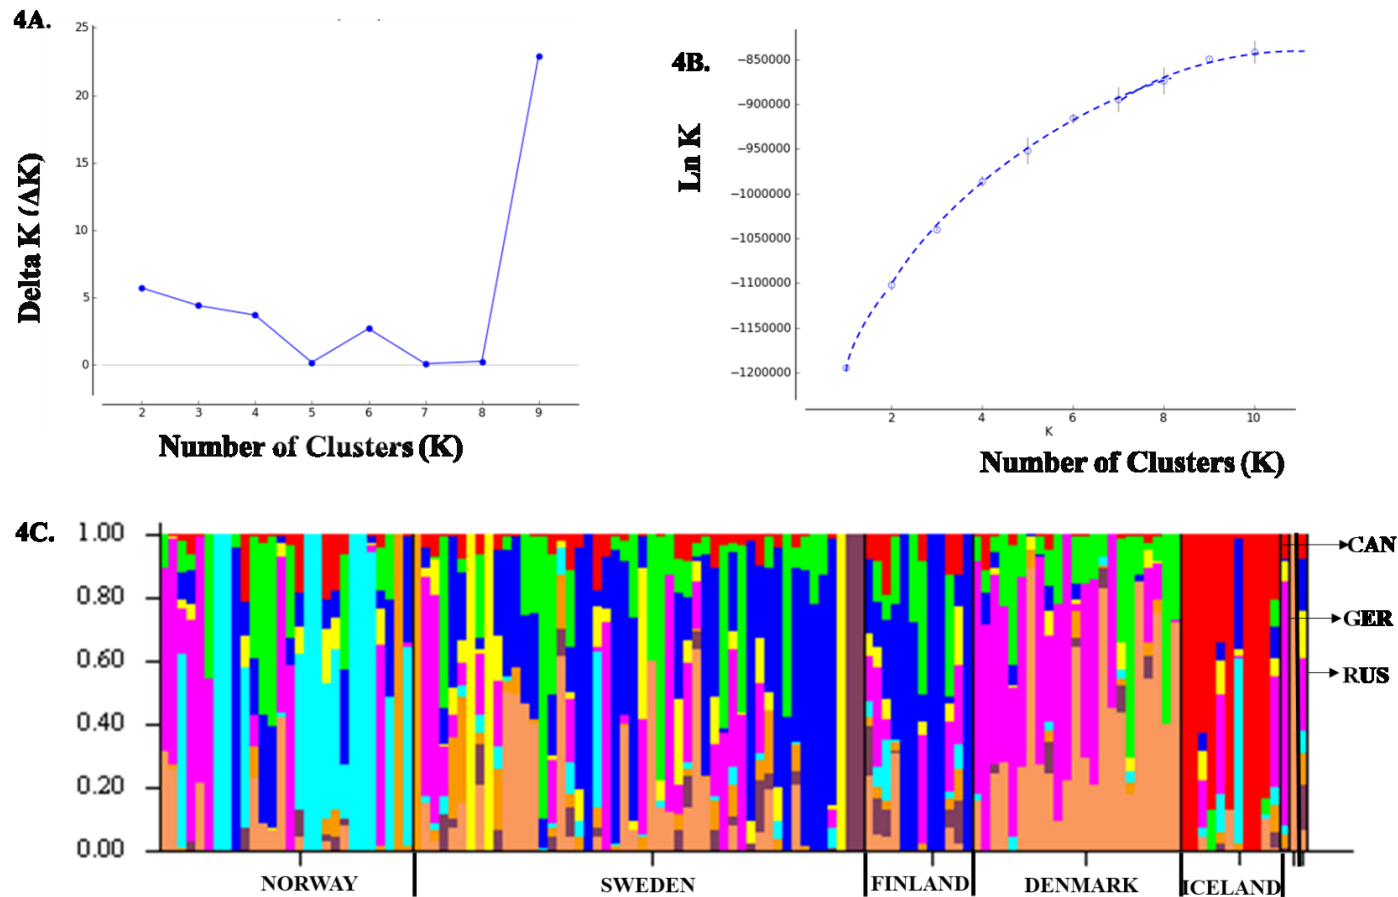 4A.
25
20
15
10
5
0
2 3 4 5 6 7 8 9
Delta K (ΔK)
Number of Clusters (K)
4B.
−850000
−900000
−950000
−1000000
−1050000
−1100000
−1150000
−1200000
2 4 6 8 10
K
Ln K
Number of Clusters (K)
4C.
1.00
0.80
0.60
0.40
0.20
0.00
CAN
GER
RUS
NORWAY SWEDEN FINLAND DENMARK ICELAND